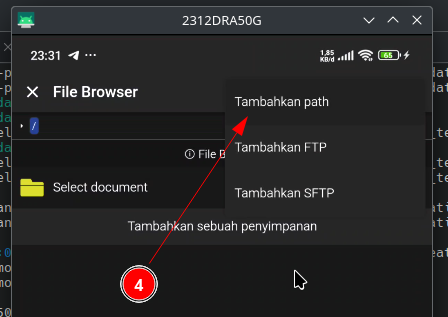 2312DRA50G
23:31
1,85 KB/d
65
File Browser
/
File B
Select document
Tambahkan path
Tambahkan FTP
Tambahkan SFTP
Tambahkan sebuah penyimpanan
4